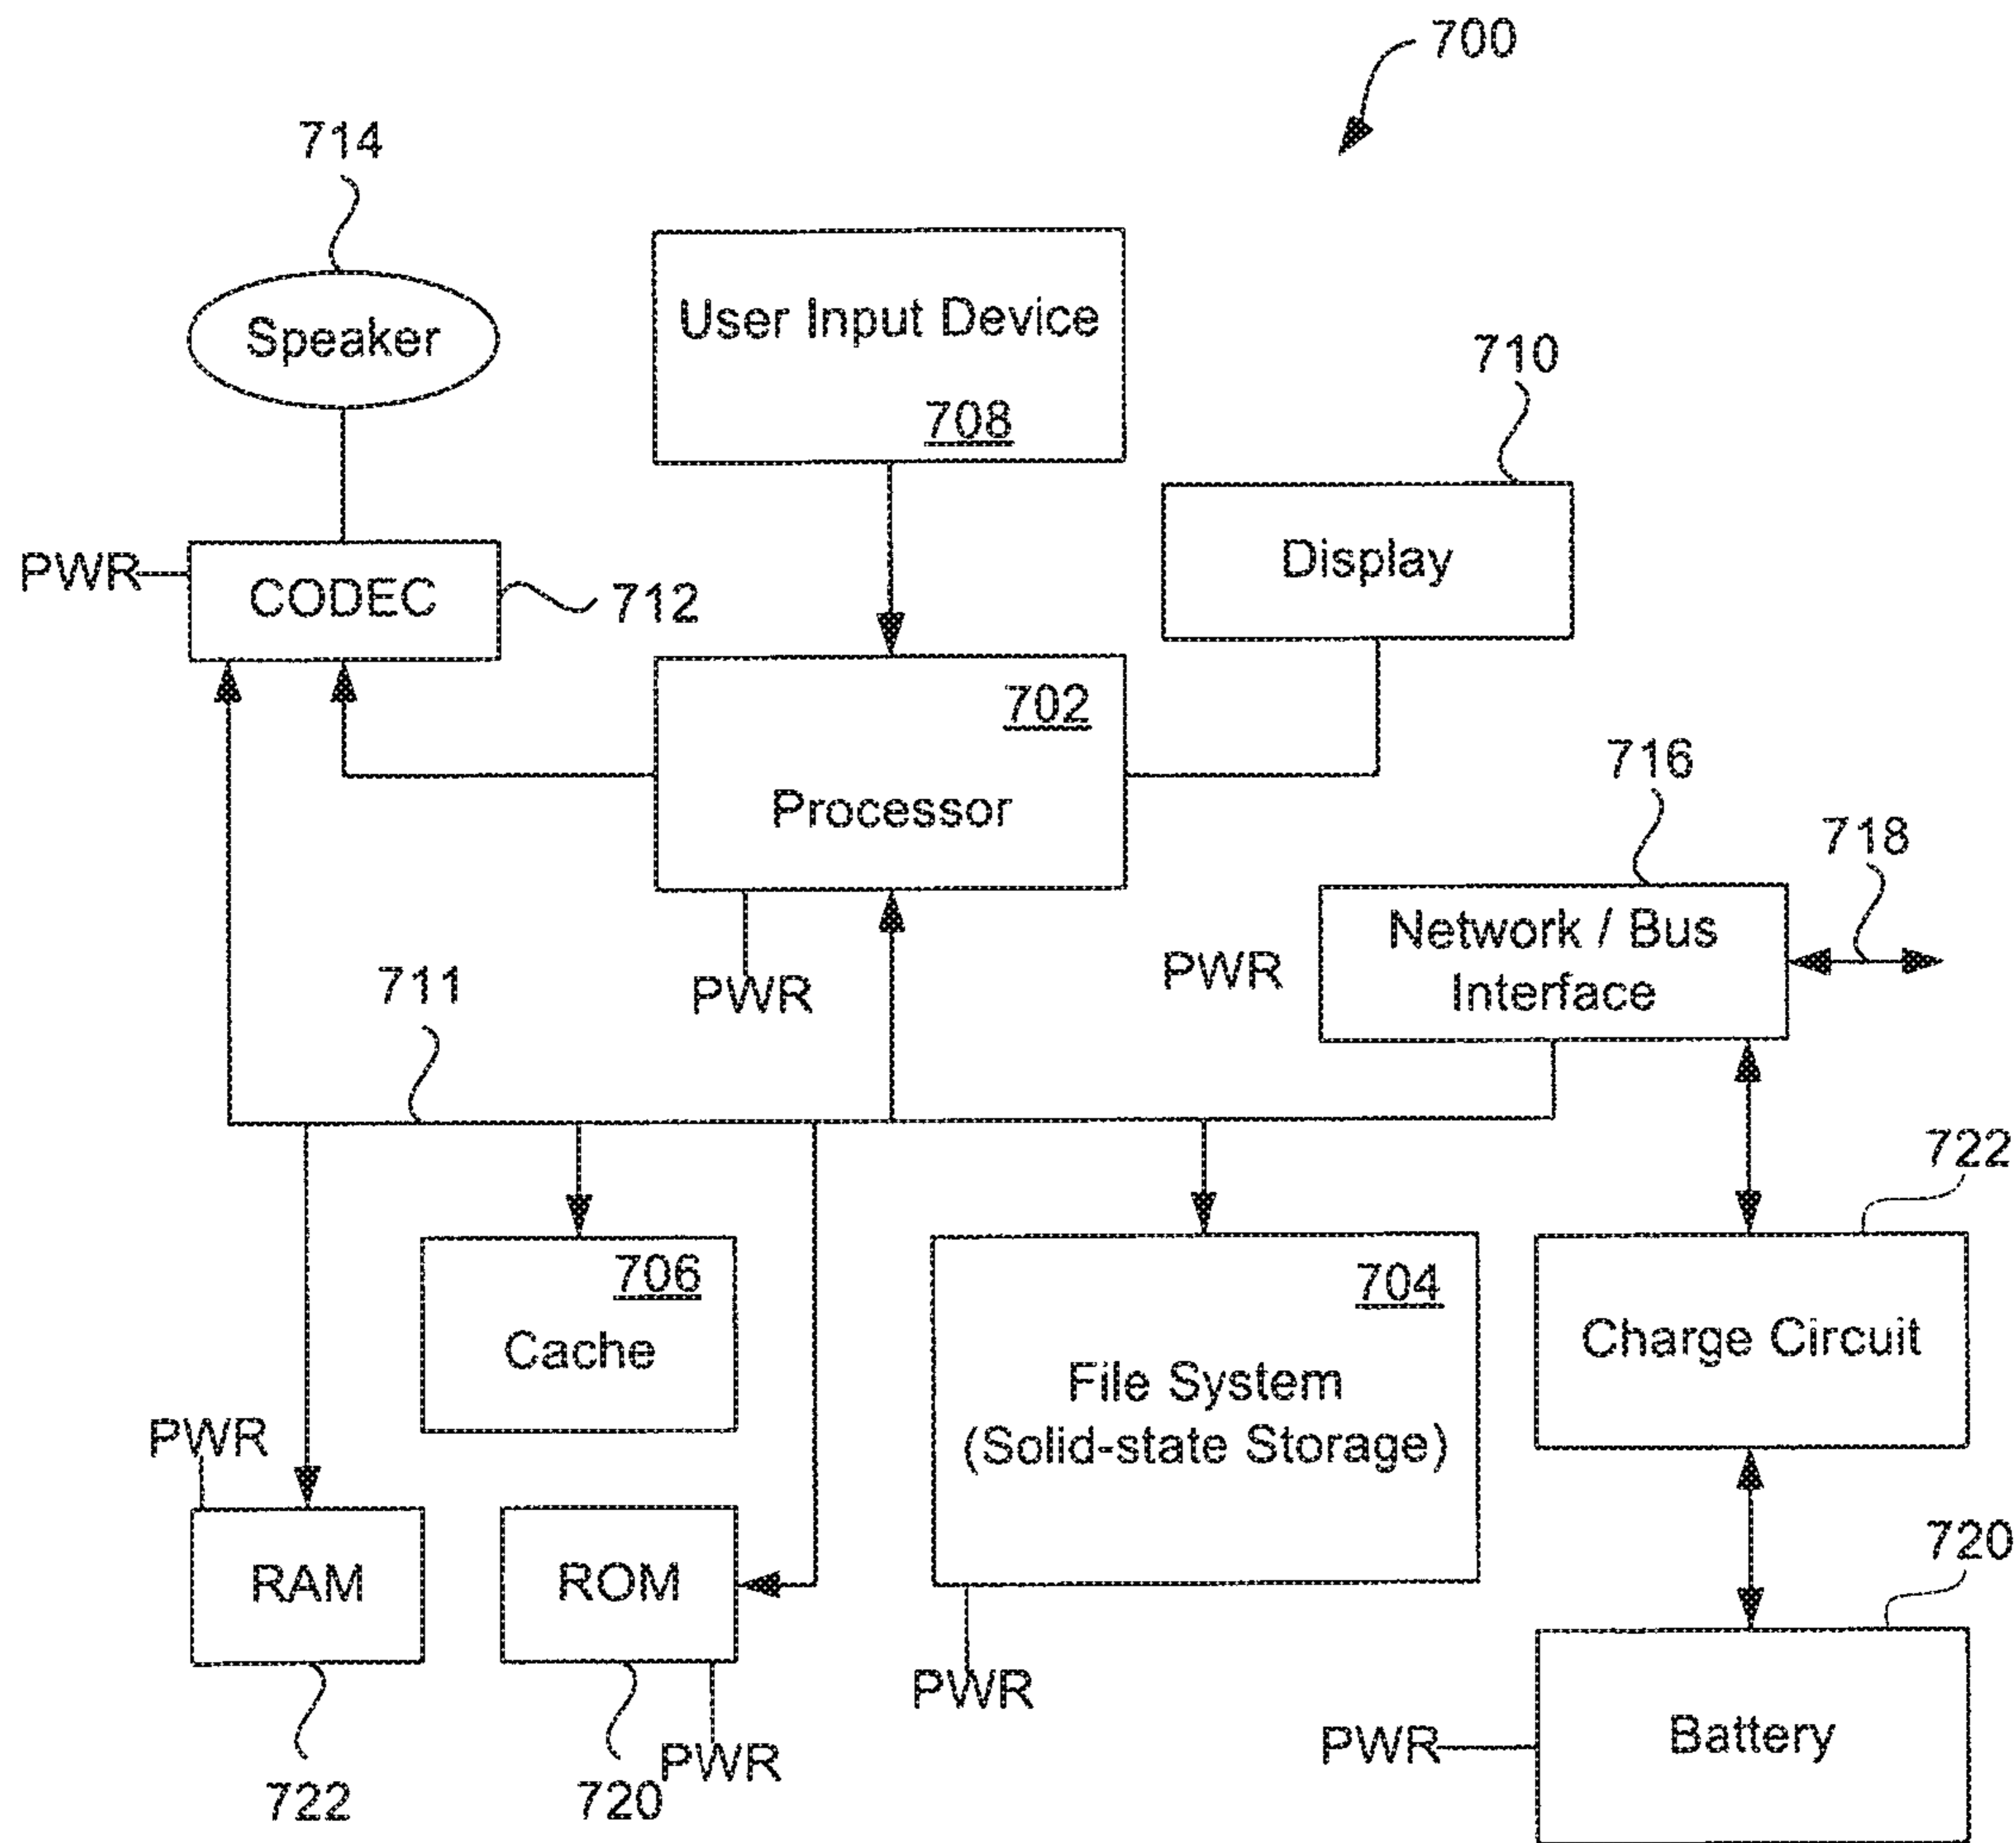 700
714
Speaker
User Input Device
708
710
Display
PWR
CODEC
712
702
Processor
PWR
716
718
Network / Bus
Interface
PWR
711
722
706
Cache
704
File System
(Solid-state Storage)
Charge Circuit
PWR
RAM
ROM
720
PWR
PWR
Battery
PWR
722
720